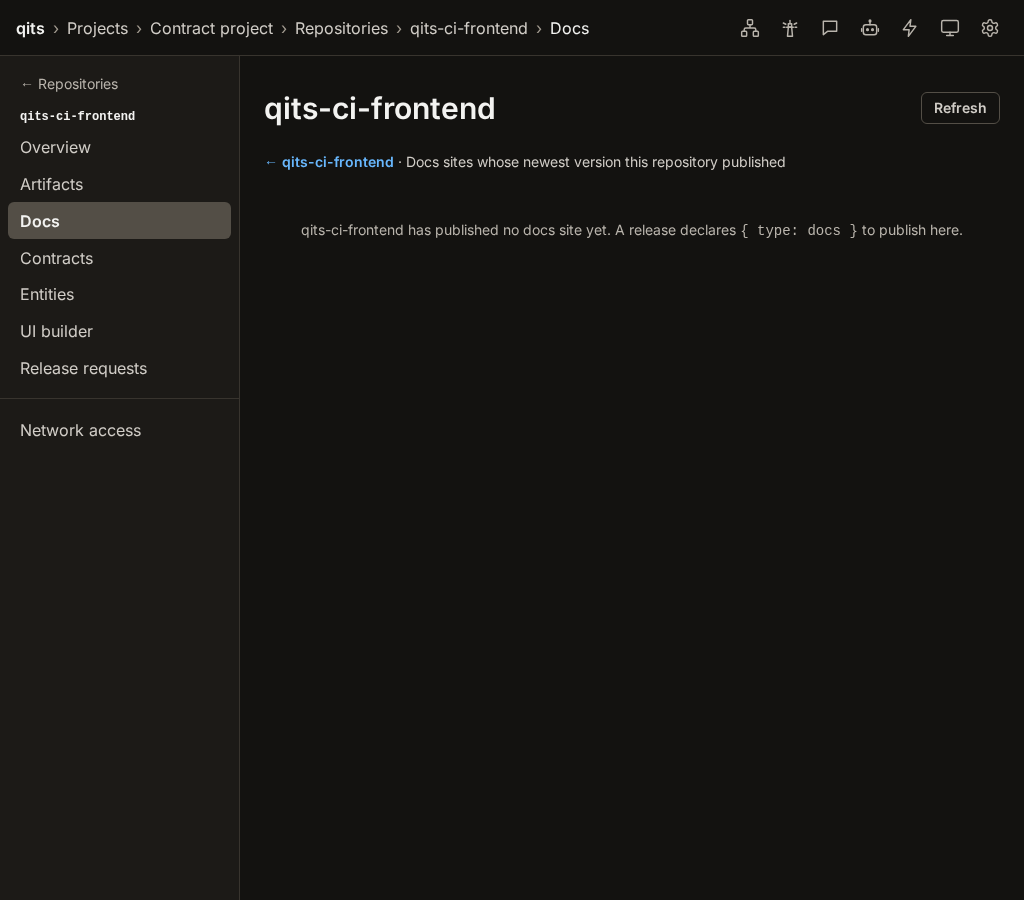 qits › Projects › Contract project › Repositories › qits-ci-frontend › Docs
← Repositories
qits-ci-frontend
Overview
Artifacts
Docs
Contracts
Entities
UI builder
Release requests
Network access
qits-ci-frontend
Refresh
← qits-ci-frontend · Docs sites whose newest version this repository published
qits-ci-frontend has published no docs site yet. A release declares { type: docs } to publish here.